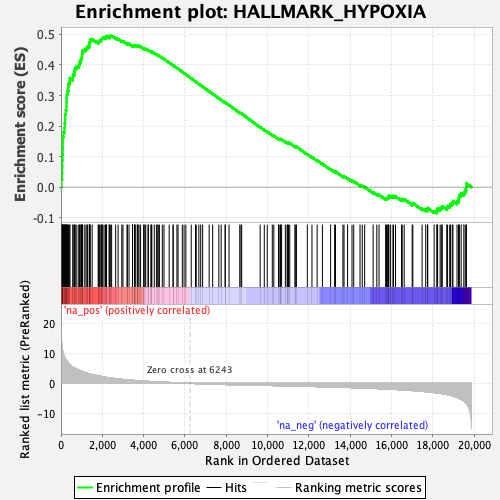 Enrichment plot: HALLMARK_HYPOXIA
Enrichment score (ES)
0.5
0.4
0.3
0.2
0.1
0.0
-0.1
'na_pos' (positively correlated)
Ranked list metric (PreRanked)
20
10
0
-10
Zero cross at 6243
'na_neg' (negatively correlated)
0
2,000
4,000
6,000
8,000
10,000
12,000
14,000
16,000
18,000
20,000
Rank in Ordered Dataset
Enrichment profile
Hits
Ranking metric scores